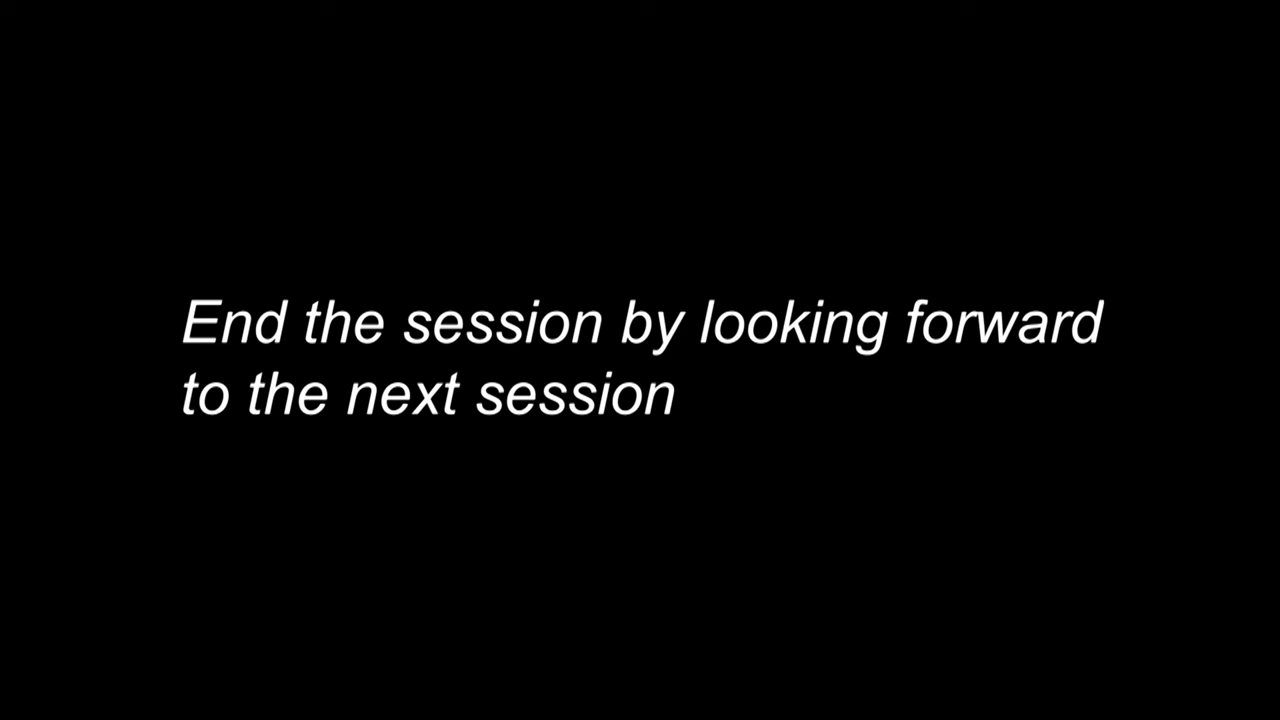 End the session by looking forward
to the next session